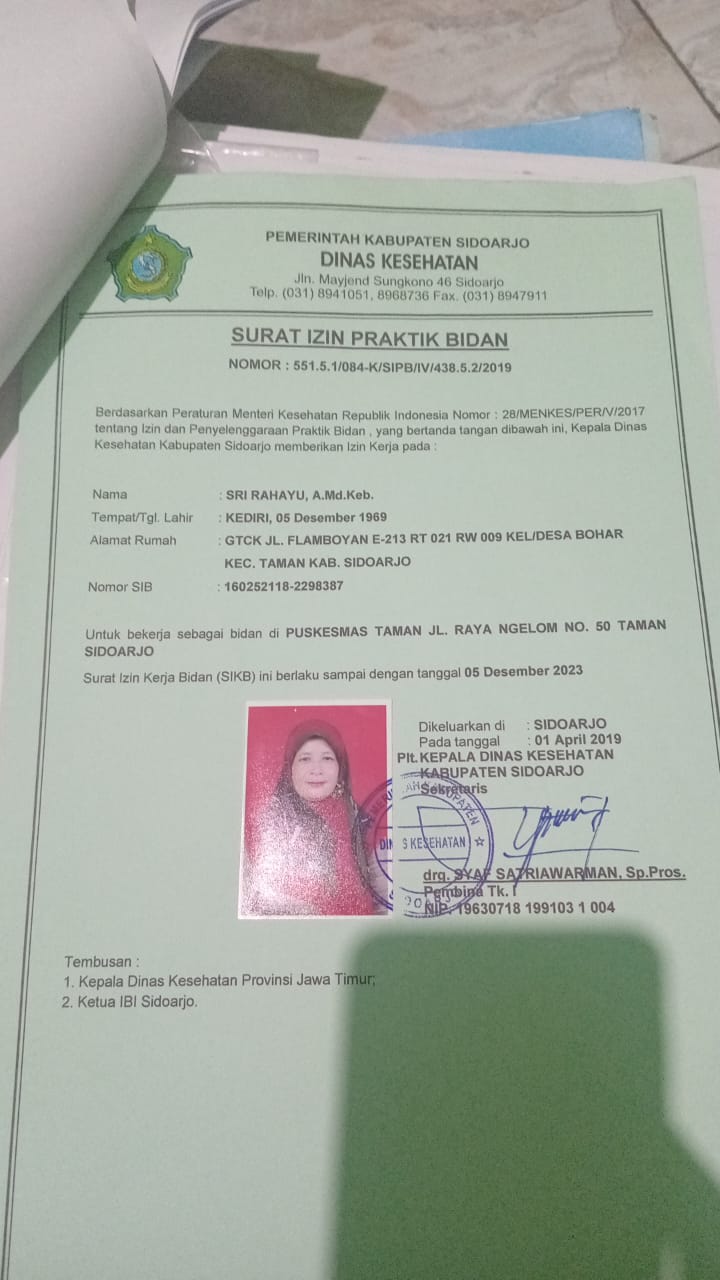 PEMERINTAH KABUPATEN SIDOARJO
DINAS KESEHATAN
Jln. Mayjend Sungkono 46 Sidoarjo
Telp. (031) 8941051, 8968736 Fax. (031) 8947911
SURAT IZIN PRAKTIK BIDAN
NOMOR : 551.5.1/084-K/SIPB/IV/438.5.2/2019
Berdasarkan Peraturan Menteri Kesehatan Republik Indonesia Nomor : 28/MENKES/PER/V/2017
tentang Izin dan Penyelenggaraan Praktik Bidan , yang bertanda tangan dibawah ini, Kepala Dinas
Kesehatan Kabupaten Sidoarjo memberikan Izin Kerja pada :
Nama : SRI RAHAYU, A.Md.Keb.
Tempat/Tgl. Lahir : KEDIRI, 05 Desember 1969
Alamat Rumah : GTCK JL. FLAMBOYAN E-213 RT 021 RW 009 KEL/DESA BOHAR
KEC. TAMAN KAB. SIDOARJO
Nomor SIB : 160252118-2298387
Untuk bekerja sebagai bidan di PUSKESMAS TAMAN JL. RAYA NGELOM NO. 50 TAMAN
SIDOARJO
Surat Izin Kerja Bidan (SIKB) ini berlaku sampai dengan tanggal 05 Desember 2023
Dikeluarkan di : SIDOARJO
Pada tanggal : 01 April 2019
Plt. KEPALA DINAS KESEHATAN
KABUPATEN SIDOARJO
Sekretaris
DINAS KESEHATAN
drg. SYAF SATRIAWARMAN, Sp.Pros.
Pembina Tk. I
NIP. 19630718 199103 1 004
Tembusan :
1. Kepala Dinas Kesehatan Provinsi Jawa Timur;
2. Ketua IBI Sidoarjo.